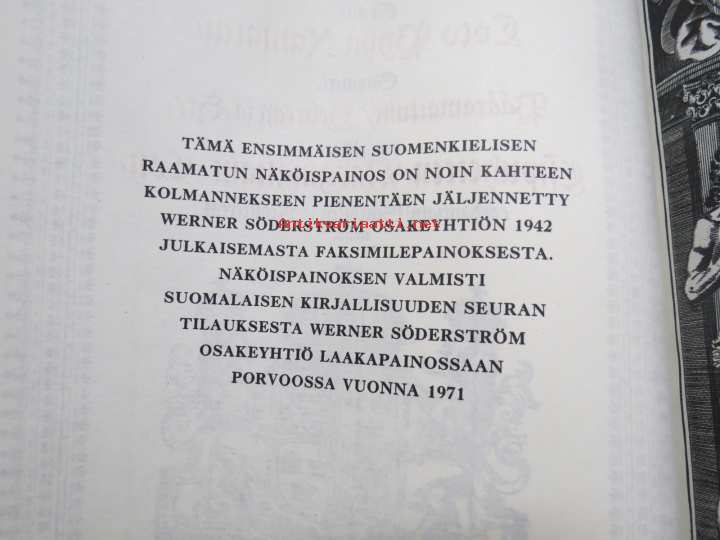 TÄMÄ ENSIMMÄISEN SUOMENKIELISEN
RAAMATUN NÄKÖISPAINOS ON NOIN KAHTEEN
KOLMANNEKSEEN PIENENTÄEN JÄLJENNETTY
WERNER SÖDERSTRÖM OSAKEYHTIÖN 1942
JULKAISEMASTA FAKSIMILEPAINOKSESTA.
NÄKÖISPAINOKSEN VALMISTI
SUOMALAISEN KIRJALLISUUDEN SEURAN
TILAUKSESTA WERNER SÖDERSTRÖM
OSAKEYHTIÖ LAAKAPAINOSSAAN
PORVOOSSA VUONNA 1971